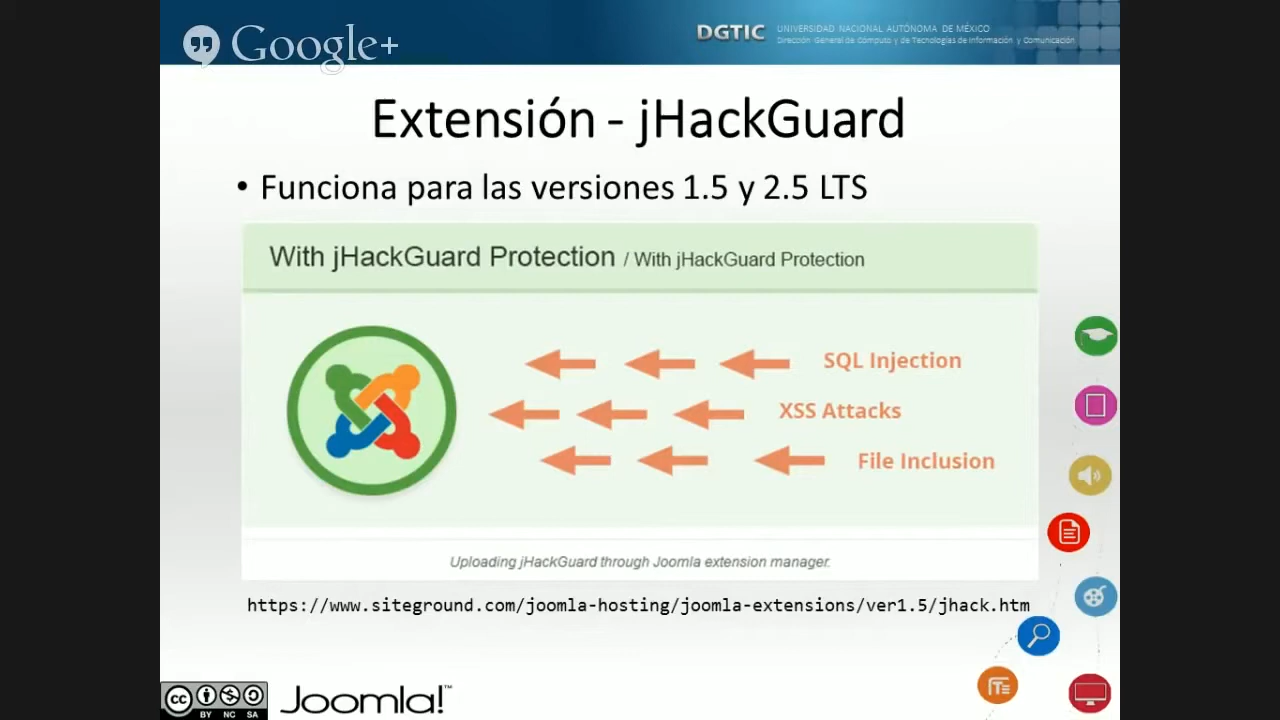 Google+
DGTIC
UNIVERSIDAD NACIONAL AUTÓNOMA DE MÉXICO
Dirección General de Cómputo y de Tecnologías de Información y Comunicación
Extensión - jHackGuard
• Funciona para las versiones 1.5 y 2.5 LTS
With jHackGuard Protection / With jHackGuard Protection
SQL Injection
XSS Attacks
File Inclusion
Uploading jHackGuard through Joomla extension manager.
https://www.siteground.com/joomla-hosting/joomla-extensions/ver1.5/jhack.htm
cc BY NC SA
Joomla!™